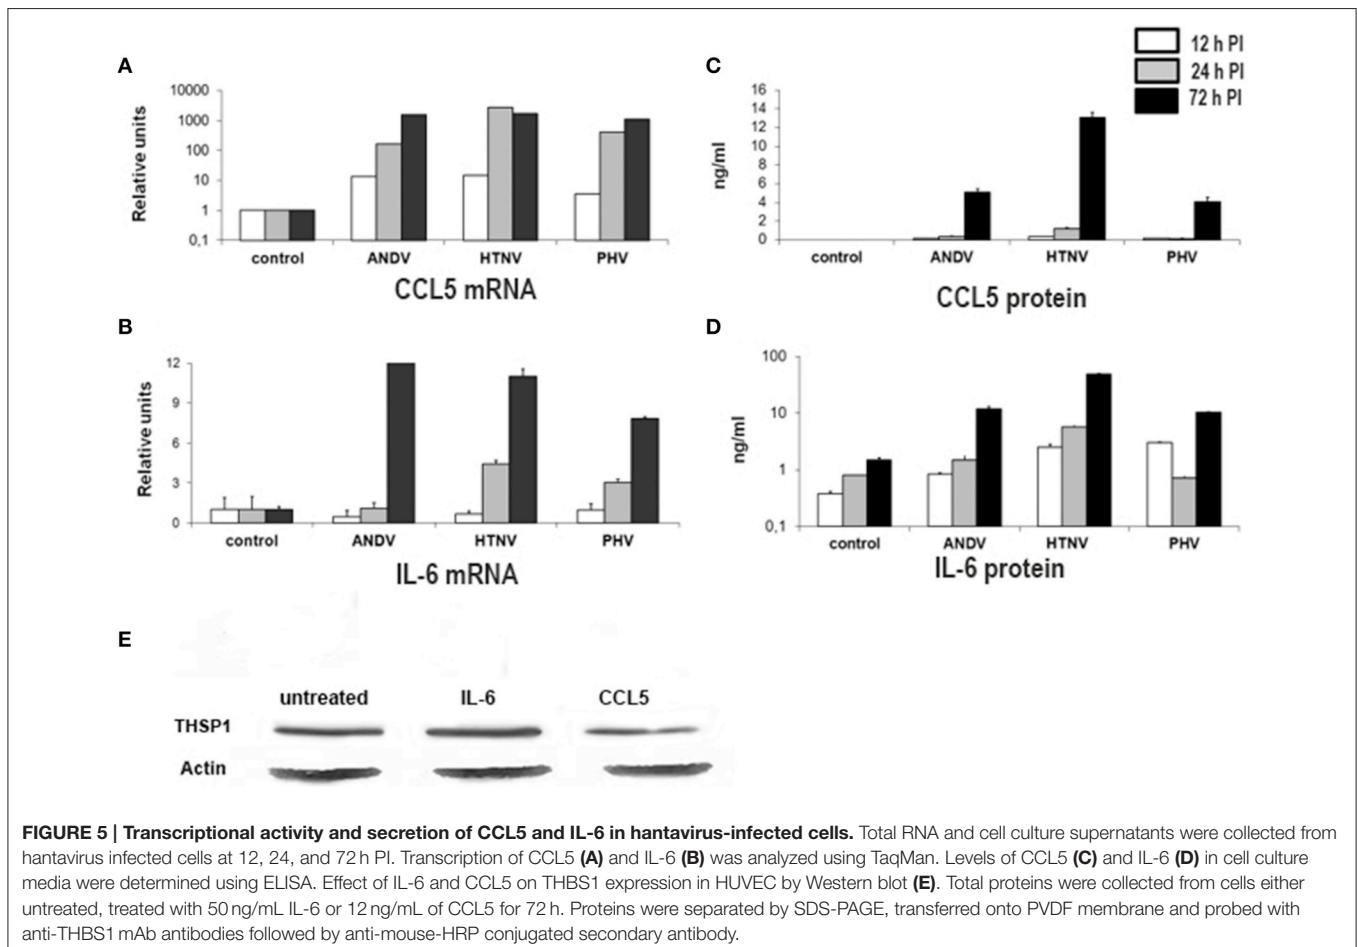 A
10000
1000
100
10
1
0,1
Relative units
control ANDV HTNV PHV
CCL5 mRNA
C
12 h PI
24 h PI
72 h PI
16
14
12
10
8
6
4
2
0
ng/ml
control ANDV HTNV PHV
CCL5 protein
B
12
9
6
3
0
Relative units
control ANDV HTNV PHV
IL-6 mRNA
D
100
10
1
0,1
ng/ml
control ANDV HTNV PHV
IL-6 protein
E
untreated IL-6 CCL5
THSP1
Actin
FIGURE 5 | Transcriptional activity and secretion of CCL5 and IL-6 in hantavirus-infected cells. Total RNA and cell culture supernatants were collected from
hantavirus infected cells at 12, 24, and 72 h PI. Transcription of CCL5 (A) and IL-6 (B) was analyzed using TaqMan. Levels of CCL5 (C) and IL-6 (D) in cell culture
media were determined using ELISA. Effect of IL-6 and CCL5 on THBS1 expression in HUVEC by Western blot (E). Total proteins were collected from cells either
untreated, treated with 50 ng/mL IL-6 or 12 ng/mL of CCL5 for 72 h. Proteins were separated by SDS-PAGE, transferred onto PVDF membrane and probed with
anti-THBS1 mAb antibodies followed by anti-mouse-HRP conjugated secondary antibody.